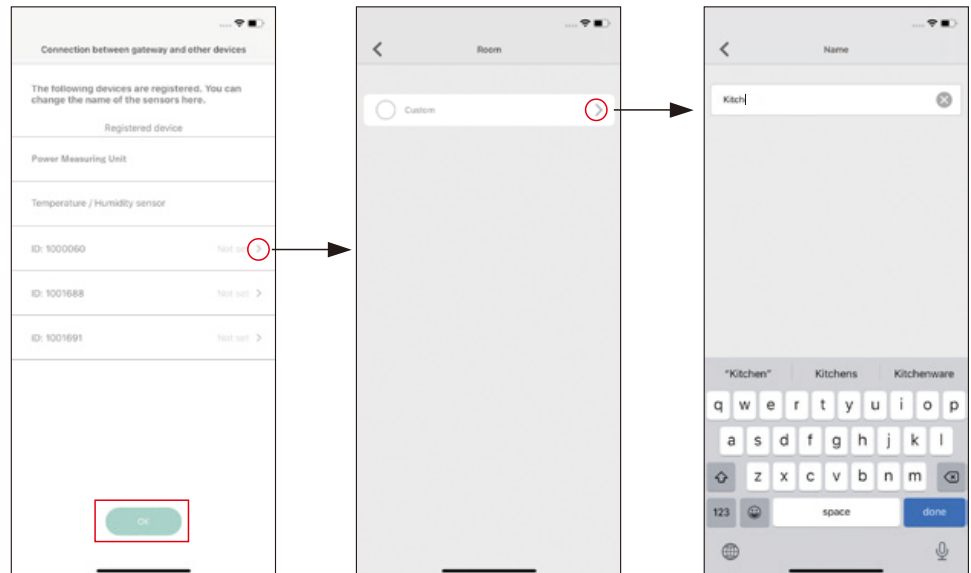 Connection between gateway and other devices
The following devices are registered. You can
change the name of the sensors here.
Registered device
Power Measuring Unit
Temperature / Humidity sensor
ID: 1000060 Not set
ID: 1001688 Not set
ID: 1001691 Not set
OK
Room
Custom
Name
Kitch
"Kitchen" Kitchens Kitchenware
q w e r t y u i o p
a s d f g h j k l
z x c v b n m
123 space done